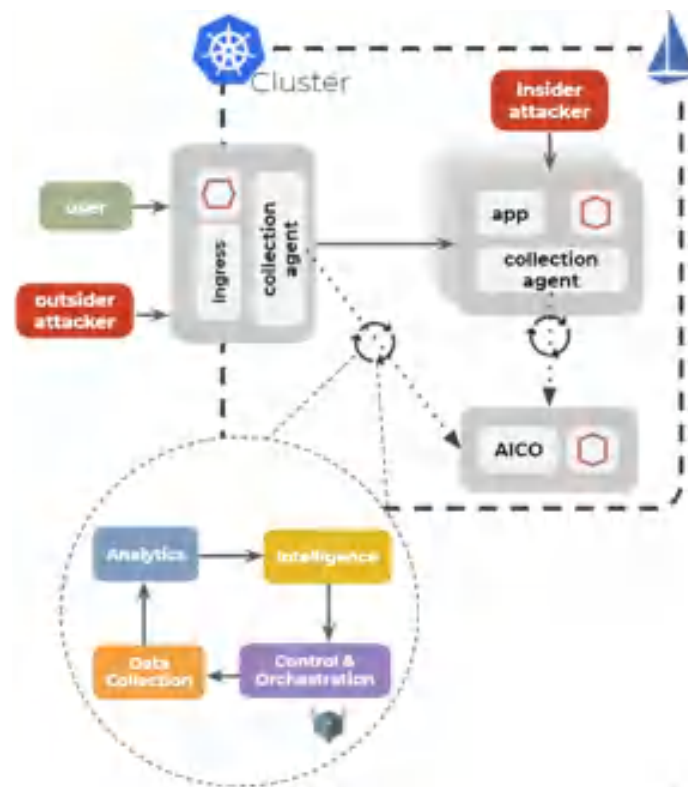 Cluster
Insider
attacker
user
ingress
collection
agent
app
collection
agent
outsider
attacker
AICO
Analytics
Intelligence
Data
Collection
Control &
Orchestration